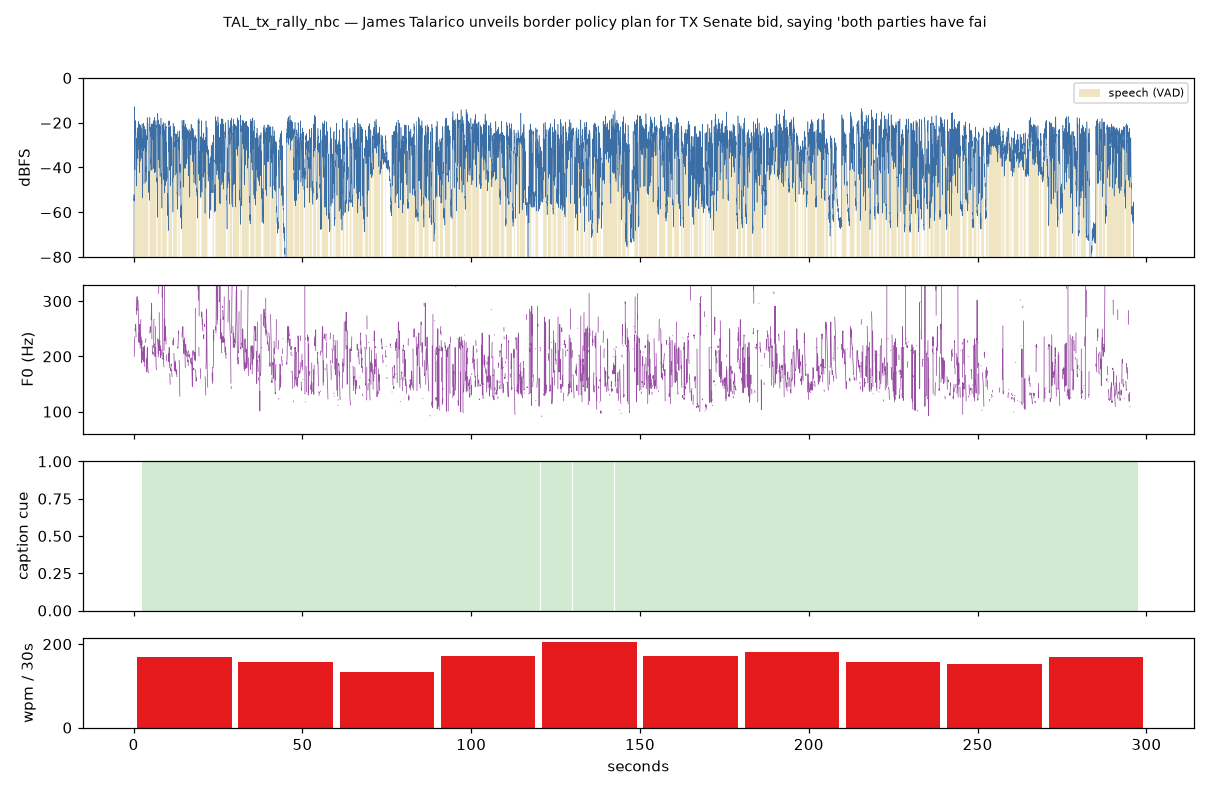 TAL_tx_rally_nbc — James Talarico unveils border policy plan for TX Senate bid, saying 'both parties have fai
0
−20
−40
−60
−80
dBFS
speech (VAD)
300
200
100
F0 (Hz)
1.00
0.75
0.50
0.25
0.00
caption cue
200
0
wpm / 30s
0 50 100 150 200 250 300
seconds